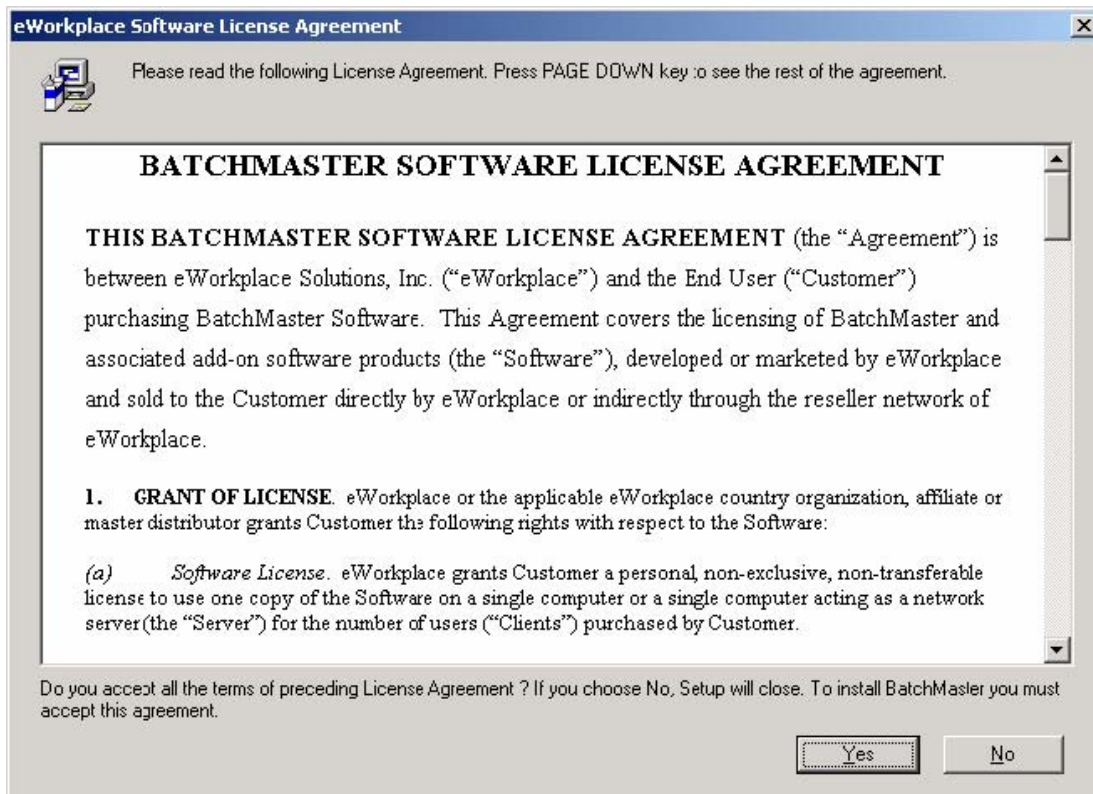 eWorkplace Software License Agreement
Please read the following License Agreement. Press PAGE DOWN key to see the rest of the agreement.
BATCHMASTER SOFTWARE LICENSE AGREEMENT
THIS BATCHMASTER SOFTWARE LICENSE AGREEMENT (the “Agreement”) is
between eWorkplace Solutions, Inc. (“eWorkplace”) and the End User (“Customer”)
purchasing BatchMaster Software. This Agreement covers the licensing of BatchMaster and
associated add-on software products (the “Software”), developed or marketed by eWorkplace
and sold to the Customer directly by eWorkplace or indirectly through the reseller network of
eWorkplace.
1. GRANT OF LICENSE. eWorkplace or the applicable eWorkplace country organization, affiliate or
master distributor grants Customer the following rights with respect to the Software:
(a) Software License. eWorkplace grants Customer a personal, non-exclusive, non-transferable
license to use one copy of the Software on a single computer or a single computer acting as a network
server (the “Server”) for the number of users (“Clients”) purchased by Customer.
Do you accept all the terms of preceding License Agreement ? If you choose No, Setup will close. To install BatchMaster you must
accept this agreement.
Yes No